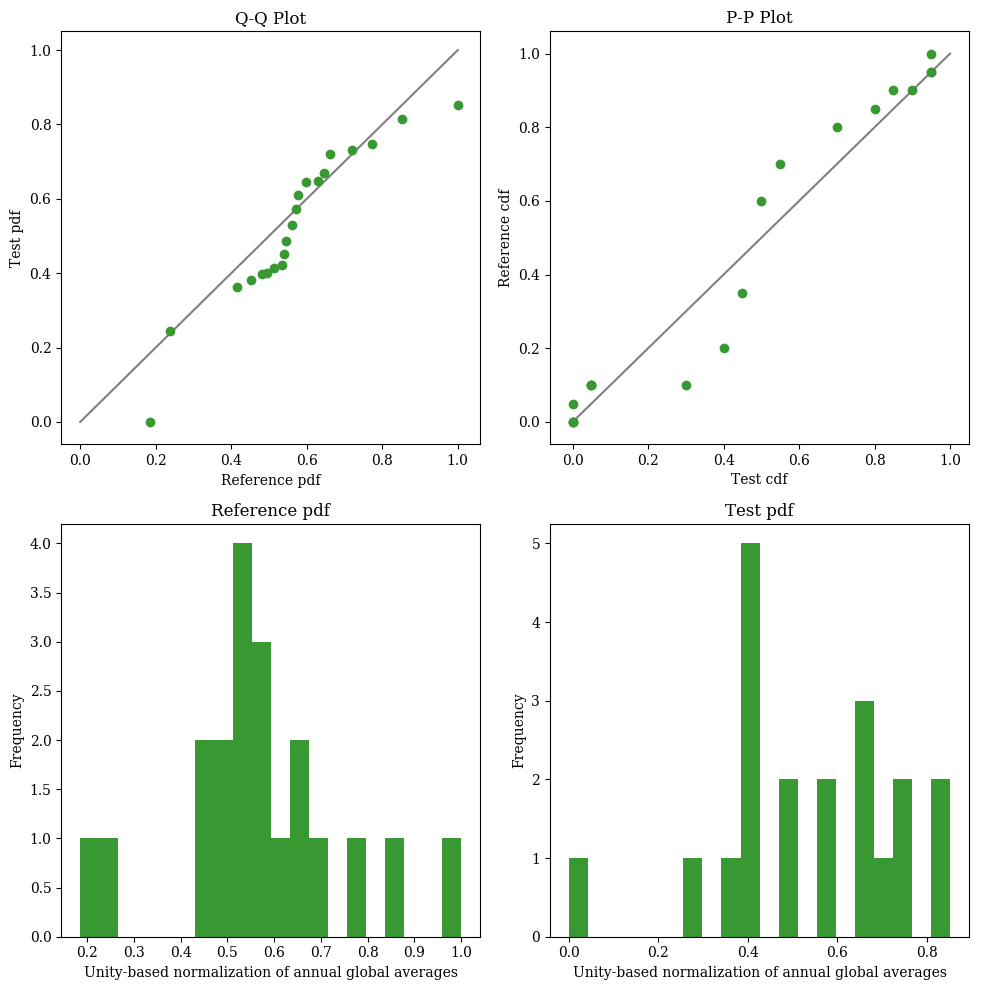 Q-Q Plot
1.0
0.8
0.6
0.4
0.2
0.0
Test pdf
0.0 0.2 0.4 0.6 0.8 1.0
Reference pdf
P-P Plot
1.0
0.8
0.6
0.4
0.2
0.0
Reference cdf
0.0 0.2 0.4 0.6 0.8 1.0
Test cdf
Reference pdf
4.0
3.5
3.0
2.5
2.0
1.5
1.0
0.5
0.0
Frequency
0.2 0.3 0.4 0.5 0.6 0.7 0.8 0.9 1.0
Unity-based normalization of annual global averages
Test pdf
5
4
3
2
1
0
Frequency
0.0 0.2 0.4 0.6 0.8
Unity-based normalization of annual global averages